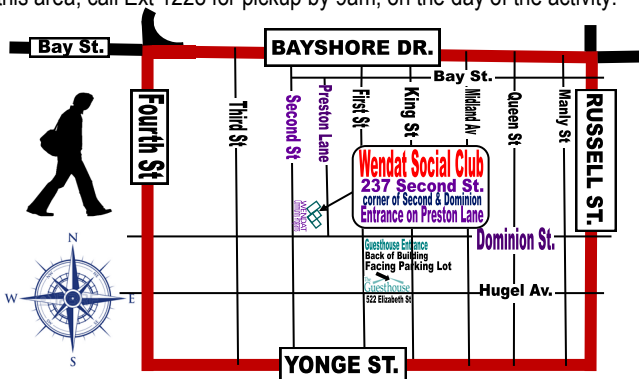 this area, call Ext 1228 for pickup by 9am, on the day of the activity.
Bay St.
BAYSHORE DR.
Bay St.
Fourth St
Third St
Second St
Preston Lane
First St
King St
Midland Av
Queen St
Manly St
RUSSELL ST.
Wendat Social Club
237 Second St.
corner of Second & Dominion
Entrance on Preston Lane
WENDAT
Dominion St.
Guesthouse Entrance
Back of Building
Facing Parking Lot
The
Guesthouse
522 Elizabeth St
Hugel Av.
N
W
E
S
YONGE ST.